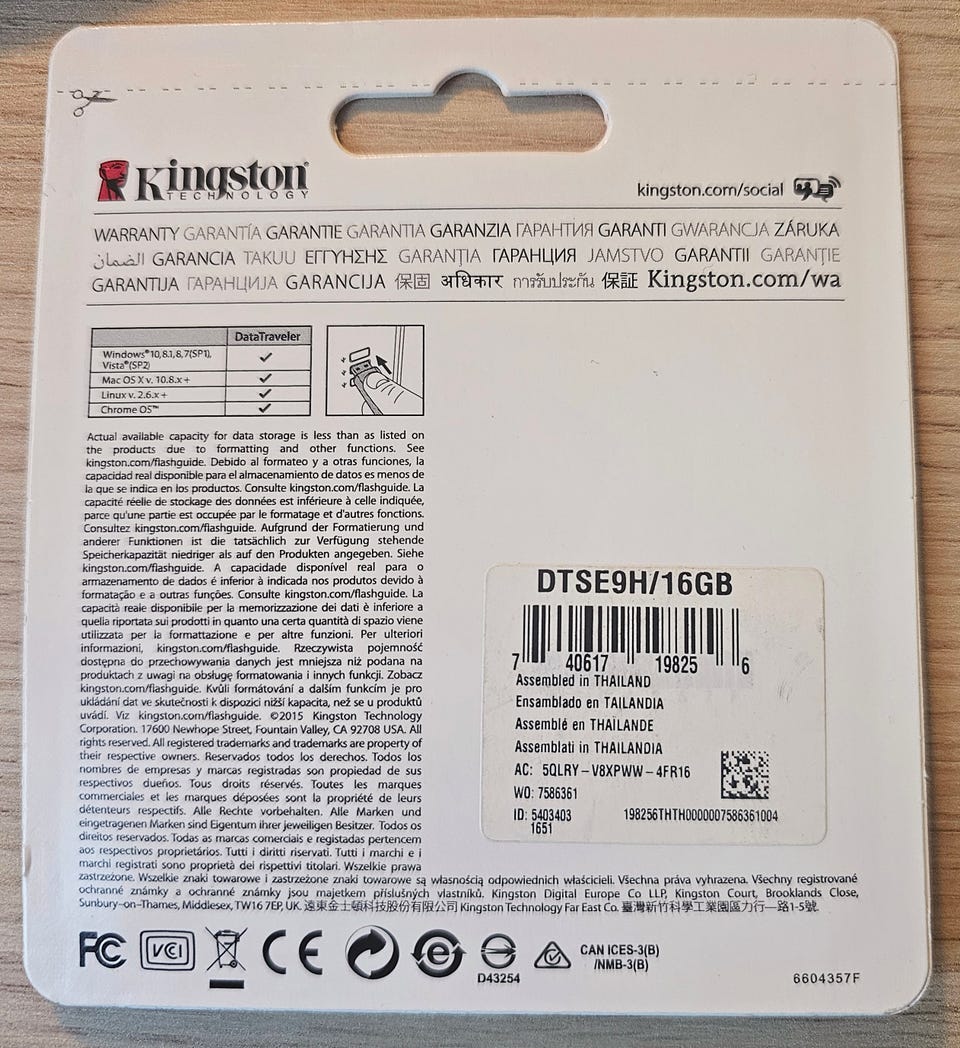 Kingston
TECHNOLOGY
kingston.com/social
WARRANTY GARANTÍA GARANTIE GARANTIA GARANZIA ГАРАНТИЯ GARANTI GWARANCJA ZÁRUKA
الضمان GARANCIA TAKUU ΕΓΓΥΗΣΗΣ GARANŢIA ГАРАНЦИЯ JAMSTVO GARANTII GARANŢIE
GARANTIJA ГАРАНЦИЈА GARANCIJA 保固 अधिकार การรับประกัน 保証 Kingston.com/wa
DataTraveler
Windows® 10, 8.1, 8, 7(SP1),
Vista®(SP2)
Mac OS X v. 10.8.x +
Linux v. 2.6.x +
Chrome OS™
Actual available capacity for data storage is less than as listed on
the products due to formatting and other functions. See
kingston.com/flashguide. Debido al formateo y a otras funciones, la
capacidad real disponible para el almacenamiento de datos es menos de
la que se indica en los productos. Consulte kingston.com/flashguide. La
capacité réelle de stockage des données est inférieure à celle indiquée,
parce qu'une partie est occupée par le formatage et d'autres fonctions.
Consultez kingston.com/flashguide. Aufgrund der Formatierung und
anderer Funktionen ist die tatsächlich zur Verfügung stehende
Speicherkapazität niedriger als auf den Produkten angegeben. Siehe
kingston.com/flashguide. A capacidade disponível real para o
armazenamento de dados é inferior à indicada nos produtos devido à
formatação e a outras funções. Consulte kingston.com/flashguide. La
capacità reale disponibile per la memorizzazione dei dati è inferiore a
quella riportata sui prodotti in quanto una certa quantità di spazio viene
utilizzata per la formattazione e per altre funzioni. Per ulteriori
informazioni, kingston.com/flashguide. Rzeczywista pojemność
dostępna do przechowywania danych jest mniejsza niż podana na
produktach z uwagi na obsługę formatowania i innych funkcji. Zobacz
kingston.com/flashguide. Kvůli formátování a dalším funkcím je pro
ukládání dat ve skutečnosti k dispozici nižší kapacita, než se u produktů
uvádí. Viz kingston.com/flashguide. ©2015 Kingston Technology
Corporation. 17600 Newhope Street, Fountain Valley, CA 92708 USA. All
rights reserved. All registered trademarks and trademarks are property of
their respective owners. Reservados todos los derechos. Todos los
nombres de empresas y marcas registradas son propiedad de sus
respectivos dueños. Tous droits réservés. Toutes les marques
commerciales et les marques déposées sont la propriété de leurs
détenteurs respectifs. Alle Rechte vorbehalten. Alle Marken und
eingetragenen Marken sind Eigentum ihrer jeweiligen Besitzer. Todos os
direitos reservados. Todas as marcas comerciais e registadas pertencem
aos respectivos proprietários. Tutti i diritti riservati. Tutti i marchi e i
marchi registrati sono proprietà dei rispettivi titolari. Wszelkie prawa
zastrzeżone. Wszelkie znaki towarowe i zastrzeżone znaki towarowe są własnością odpowiednich właścicieli. Všechna práva vyhrazena. Všechny registrované
ochranné známky a ochranné známky jsou majetkem příslušných vlastníků. Kingston Digital Europe Co LLP, Kingston Court, Brooklands Close,
Sunbury-on-Thames, Middlesex, TW16 7EP, UK. 遠東金士頓科技股份有限公司 Kingston Technology Far East Co. 臺灣新竹科學工業園區力行一路1-5號.
DTSE9H/16GB
7 40617 19825 6
Assembled in THAILAND
Ensamblado en TAILANDIA
Assemblé en THAÏLANDE
Assemblati in THAILANDIA
AC: 5QLRY-V8XPWW-4FR16
WO: 7586361
ID: 5403403 198256THTH0000007586361004
1651
FC VCI CE e D43254
CAN ICES-3(B)
/NMB-3(B)
6604357F